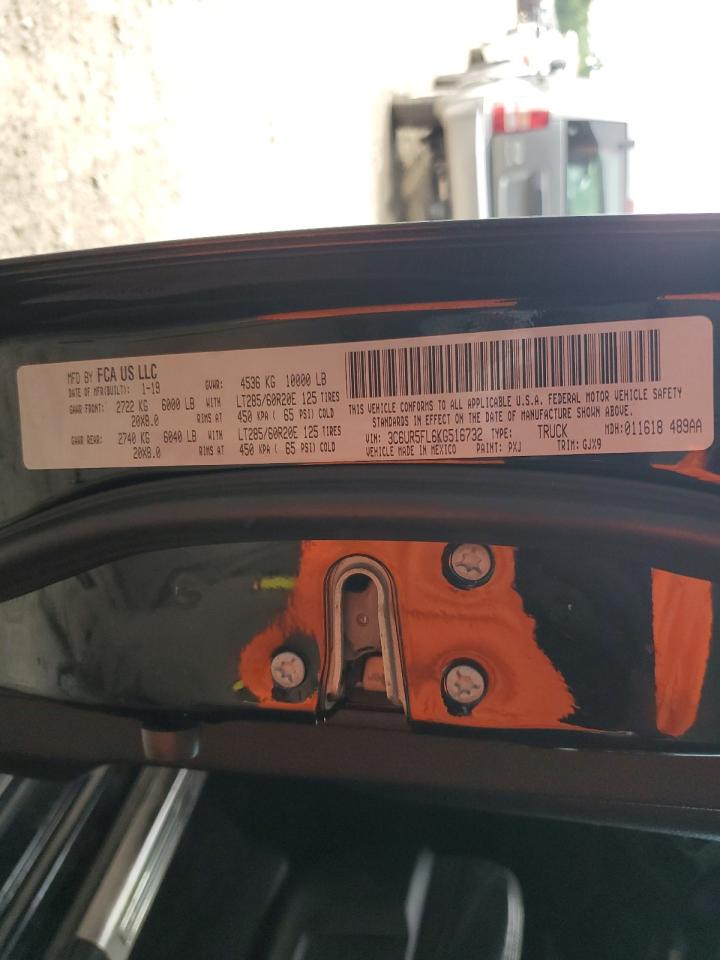 MFD BY FCA US LLC
DATE OF MFR(BUILT): 1-19 GVWR: 4536 KG 10000 LB
GAWR FRONT: 2722 KG 6000 LB WITH LT285/60R20E 125 TIRES
20X8.0 RIMS AT 450 KPA ( 65 PSI) COLD
GAWR REAR: 2740 KG 6040 LB WITH LT285/60R20E 125 TIRES
20X8.0 RIMS AT 450 KPA ( 65 PSI) COLD
THIS VEHICLE CONFORMS TO ALL APPLICABLE U.S.A. FEDERAL MOTOR VEHICLE SAFETY
STANDARDS IN EFFECT ON THE DATE OF MANUFACTURE SHOWN ABOVE.
VIN: 3C6UR5FL6KG516732 TYPE: TRUCK MDH: 011618 489AA
VEHICLE MADE IN MEXICO PAINT: PXJ TRIM: GJX9